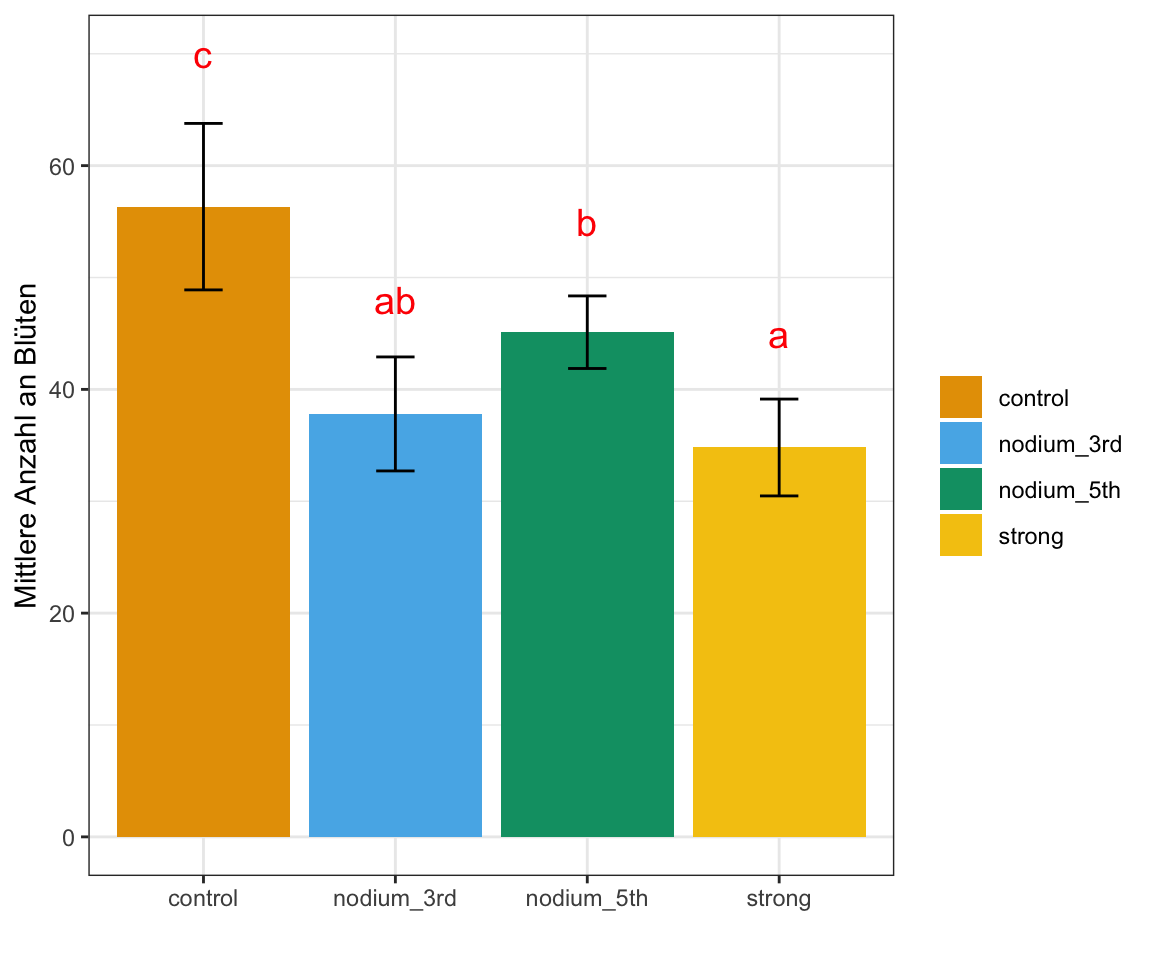 c
60
b
ab
a
40
20
0
Mittlere Anzahl an Blüten
control
nodium_3rd
nodium_5th
strong
control
nodium_3rd
nodium_5th
strong